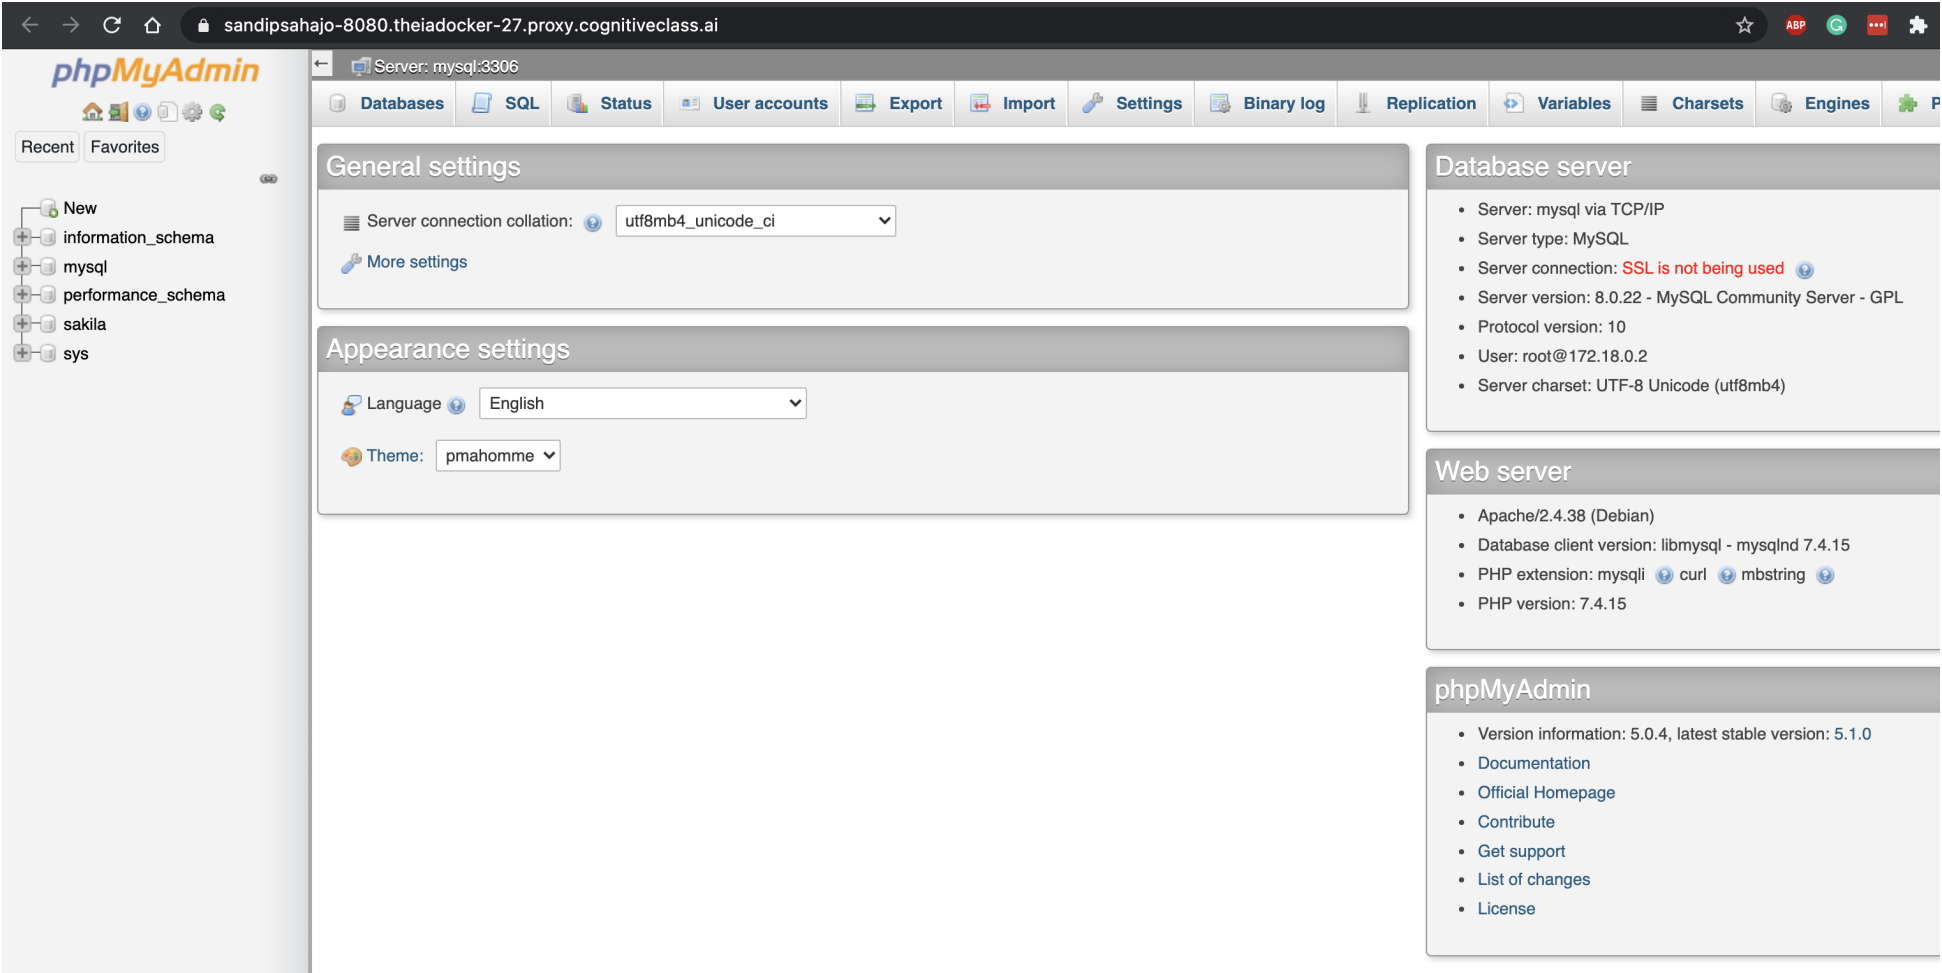 sandipsahajo-8080.theiadocker-27.proxy.cognitiveclass.ai
ABP
phpMyAdmin
Recent Favorites
New
information_schema
mysql
performance_schema
sakila
sys
Server: mysql:3306
Databases SQL Status User accounts Export Import Settings Binary log Replication Variables Charsets Engines P
General settings
Server connection collation: utf8mb4_unicode_ci
More settings
Appearance settings
Language English
Theme: pmahomme
Database server
Server: mysql via TCP/IP
Server type: MySQL
Server connection: SSL is not being used
Server version: 8.0.22 - MySQL Community Server - GPL
Protocol version: 10
User: root@172.18.0.2
Server charset: UTF-8 Unicode (utf8mb4)
Web server
Apache/2.4.38 (Debian)
Database client version: libmysql - mysqlnd 7.4.15
PHP extension: mysqli curl mbstring
PHP version: 7.4.15
phpMyAdmin
Version information: 5.0.4, latest stable version: 5.1.0
Documentation
Official Homepage
Contribute
Get support
List of changes
License